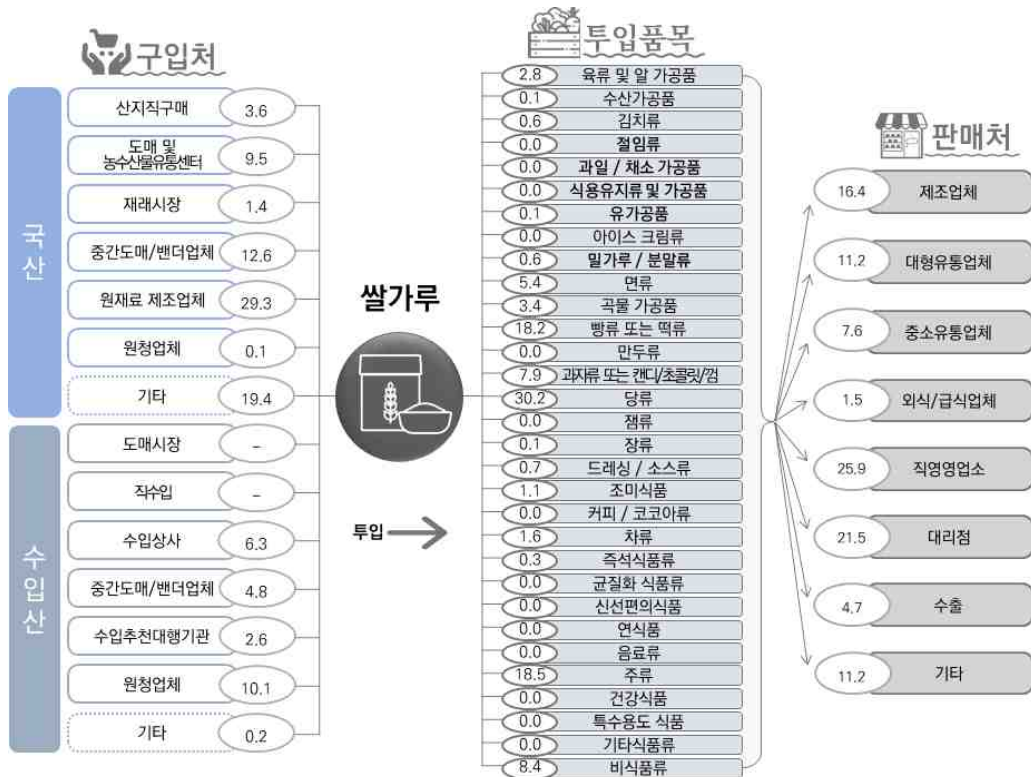 구입처
국산
산지직구매 3.6
도매 및
농수산물유통센터 9.5
재래시장 1.4
중간도매/밴더업체 12.6
원재료 제조업체 29.3
원청업체 0.1
기타 19.4
수입산
도매시장 –
직수입 –
수입상사 6.3
중간도매/밴더업체 4.8
수입추천대행기관 2.6
원청업체 10.1
기타 0.2
쌀가루
투입
투입품목
2.8 육류 및 알 가공품
0.1 수산가공품
0.6 김치류
0.0 절임류
0.0 과일 / 채소 가공품
0.0 식용유지류 및 가공품
0.1 유가공품
0.0 아이스 크림류
0.6 밀가루 / 분말류
5.4 면류
3.4 곡물 가공품
18.2 빵류 또는 떡류
0.0 만두류
7.9 과자류 또는 캔디/초콜릿/껌
30.2 당류
0.0 잼류
0.1 장류
0.7 드레싱 / 소스류
1.1 조미식품
0.0 커피 / 코코아류
1.6 차류
0.3 즉석식품류
0.0 균질화 식품류
0.0 신선편의식품
0.0 연식품
0.0 음료류
18.5 주류
0.0 건강식품
0.0 특수용도 식품
0.0 기타식품류
8.4 비식품류
판매처
16.4 제조업체
11.2 대형유통업체
7.6 중소유통업체
1.5 외식/급식업체
25.9 직영영업소
21.5 대리점
4.7 수출
11.2 기타